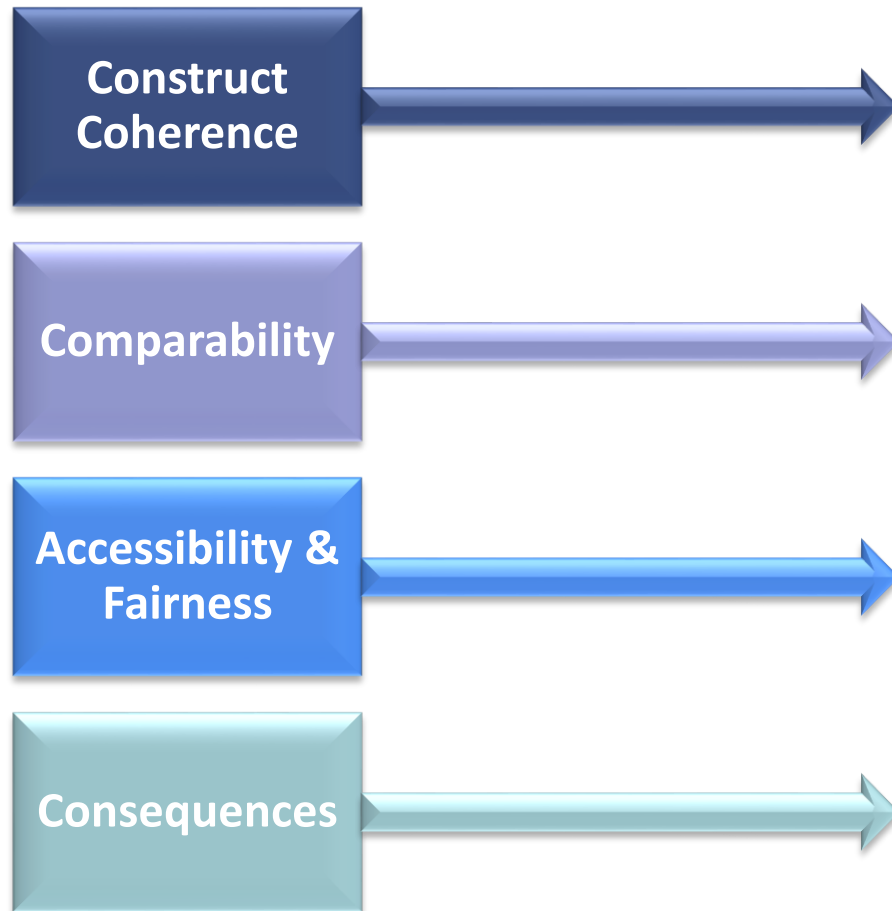 Construct
Coherence
Comparability
Accessibility &
Fairness
Consequences